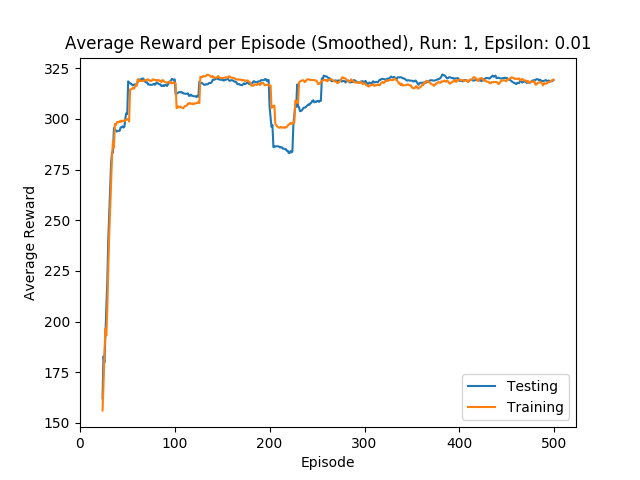 Average Reward per Episode (Smoothed), Run: 1, Epsilon: 0.01
325
300
275
250
225
200
175
150
Average Reward
0 100 200 300 400 500
Episode
Testing
Training